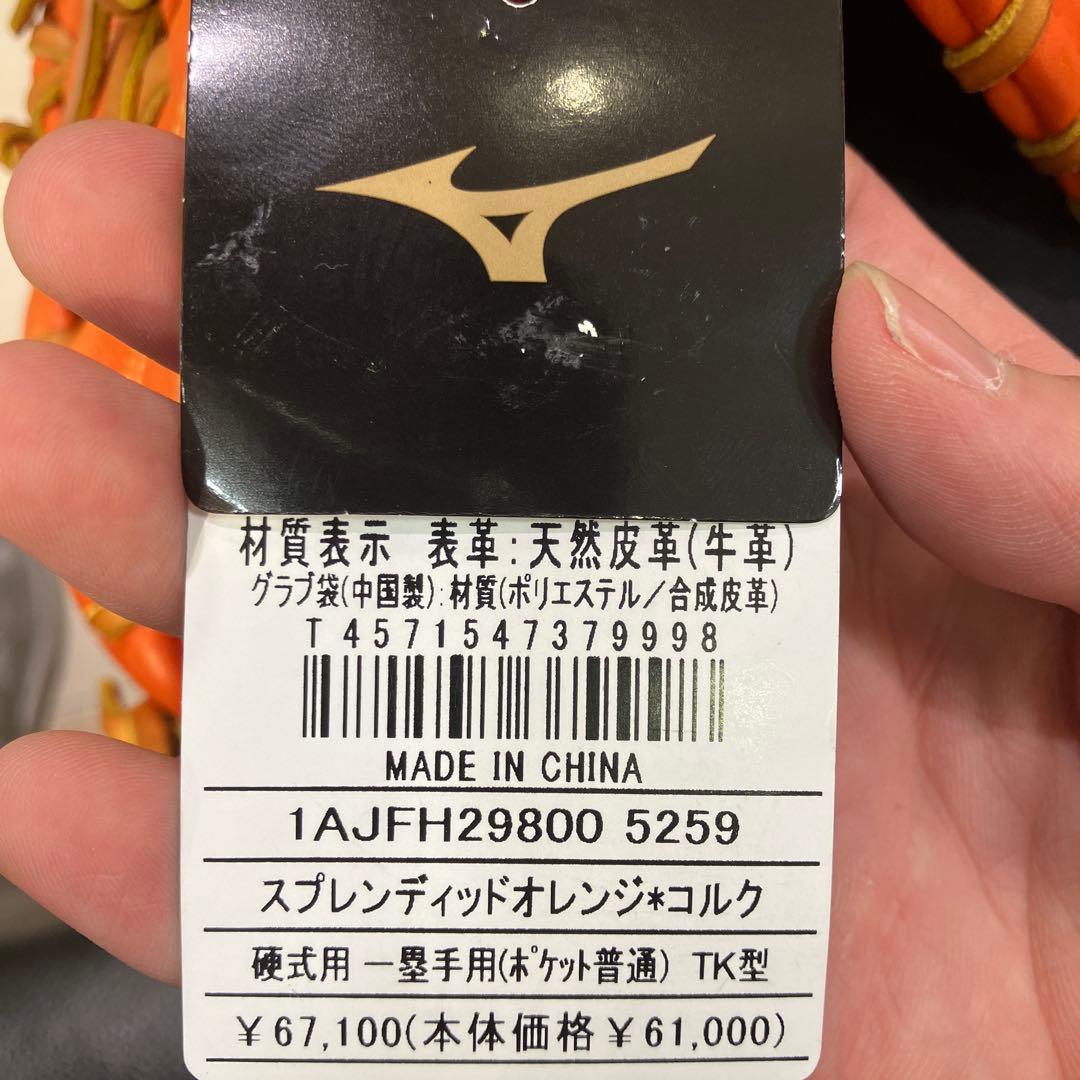 材質表示 表革:天然皮革(牛革)
グラブ袋(中国製):材質(ポリエステル/合成皮革)
T 4571547379998
MADE IN CHINA
1AJFH29800 5259
スプレンディッドオレンジ*コルク
硬式用 一塁手用(ポケット普通) TK型
¥67,100(本体価格¥61,000)